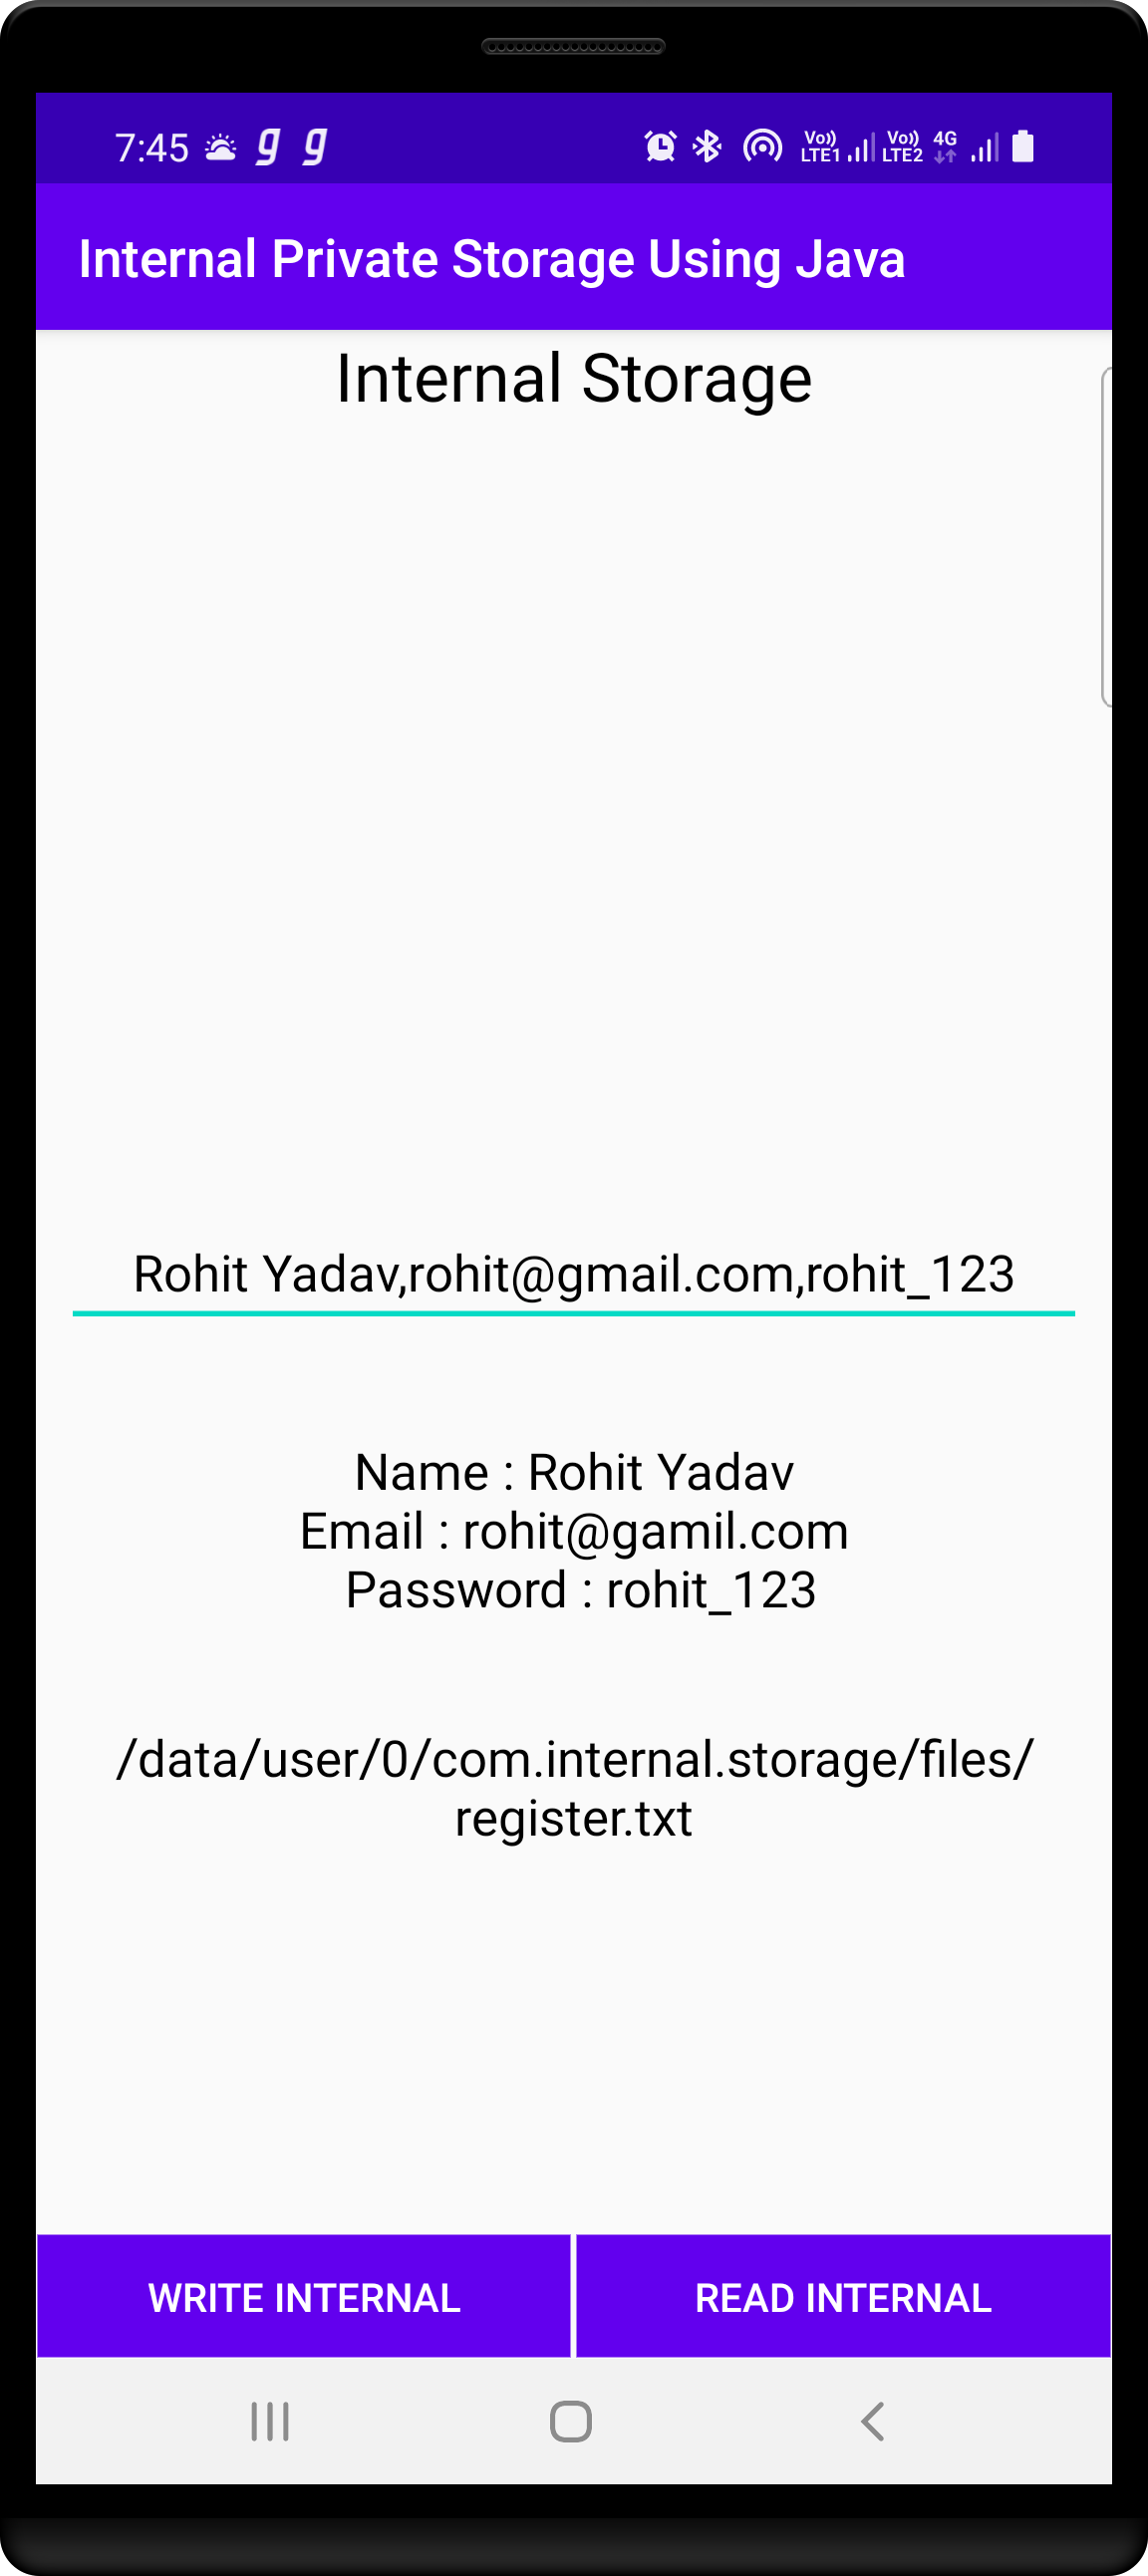 7:45 g g Vo)) LTE1 Vo)) LTE2 4G
Internal Private Storage Using Java
Internal Storage
Rohit Yadav,rohit@gmail.com,rohit_123
Name : Rohit Yadav
Email : rohit@gamil.com
Password : rohit_123
/data/user/0/com.internal.storage/files/
register.txt
WRITE INTERNAL READ INTERNAL